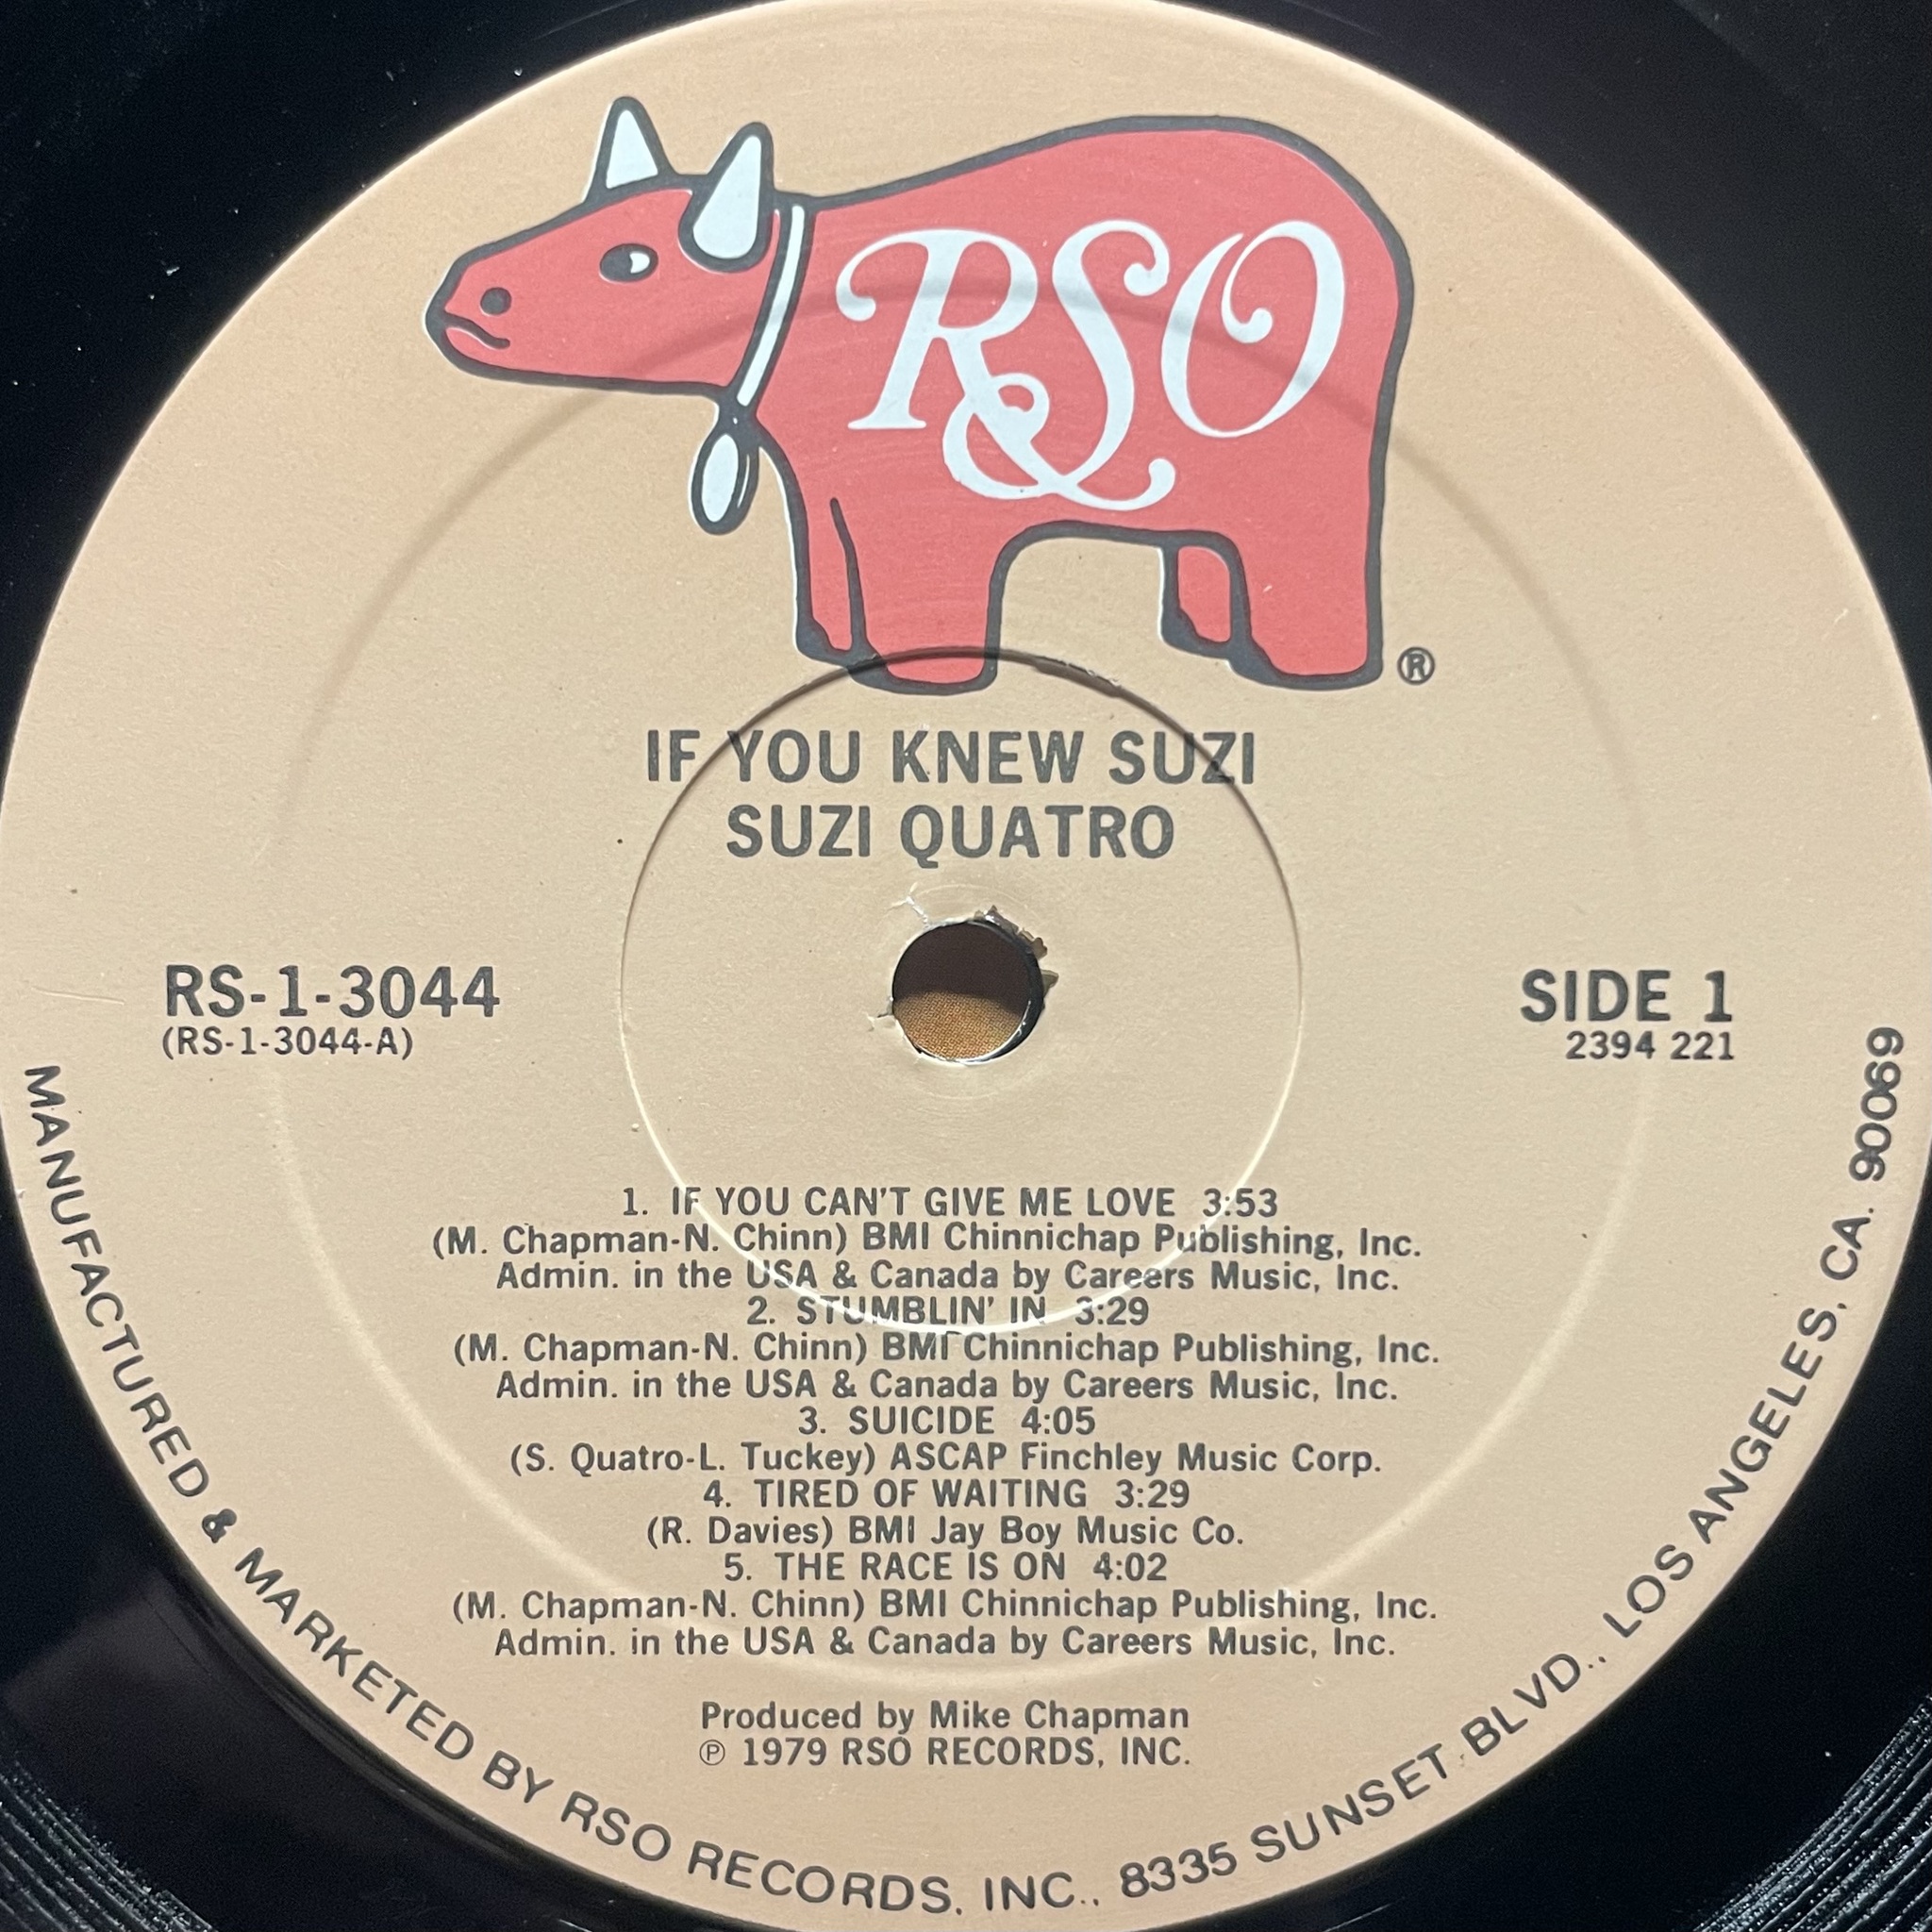 RSO
®
IF YOU KNEW SUZI
SUZI QUATRO
RS-1-3044
(RS-1-3044-A)
SIDE 1
2394 221
1. IF YOU CAN'T GIVE ME LOVE 3:53
(M. Chapman-N. Chinn) BMI Chinnichap Publishing, Inc.
Admin. in the USA & Canada by Careers Music, Inc.
2. STUMBLIN' IN 3:29
(M. Chapman-N. Chinn) BMI Chinnichap Publishing, Inc.
Admin. in the USA & Canada by Careers Music, Inc.
3. SUICIDE 4:05
(S. Quatro-L. Tuckey) ASCAP Finchley Music Corp.
4. TIRED OF WAITING 3:29
(R. Davies) BMI Jay Boy Music Co.
5. THE RACE IS ON 4:02
(M. Chapman-N. Chinn) BMI Chinnichap Publishing, Inc.
Admin. in the USA & Canada by Careers Music, Inc.
Produced by Mike Chapman
℗ 1979 RSO RECORDS, INC.
MANUFACTURED & MARKETED BY RSO RECORDS, INC., 8335 SUNSET BLVD., LOS ANGELES, CA. 90069